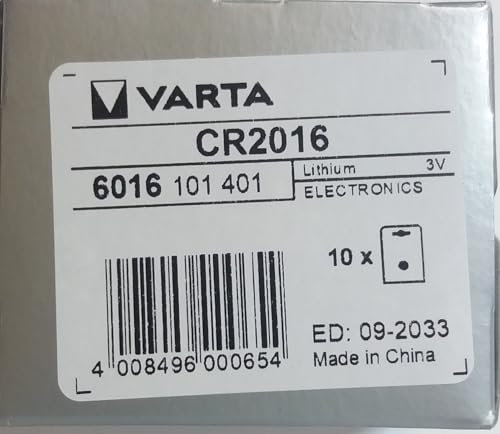 VARTA
CR2016
6016 101 401
Lithium 3V
ELECTRONICS
10 x
ED: 09-2033
Made in China
4 008496 000654